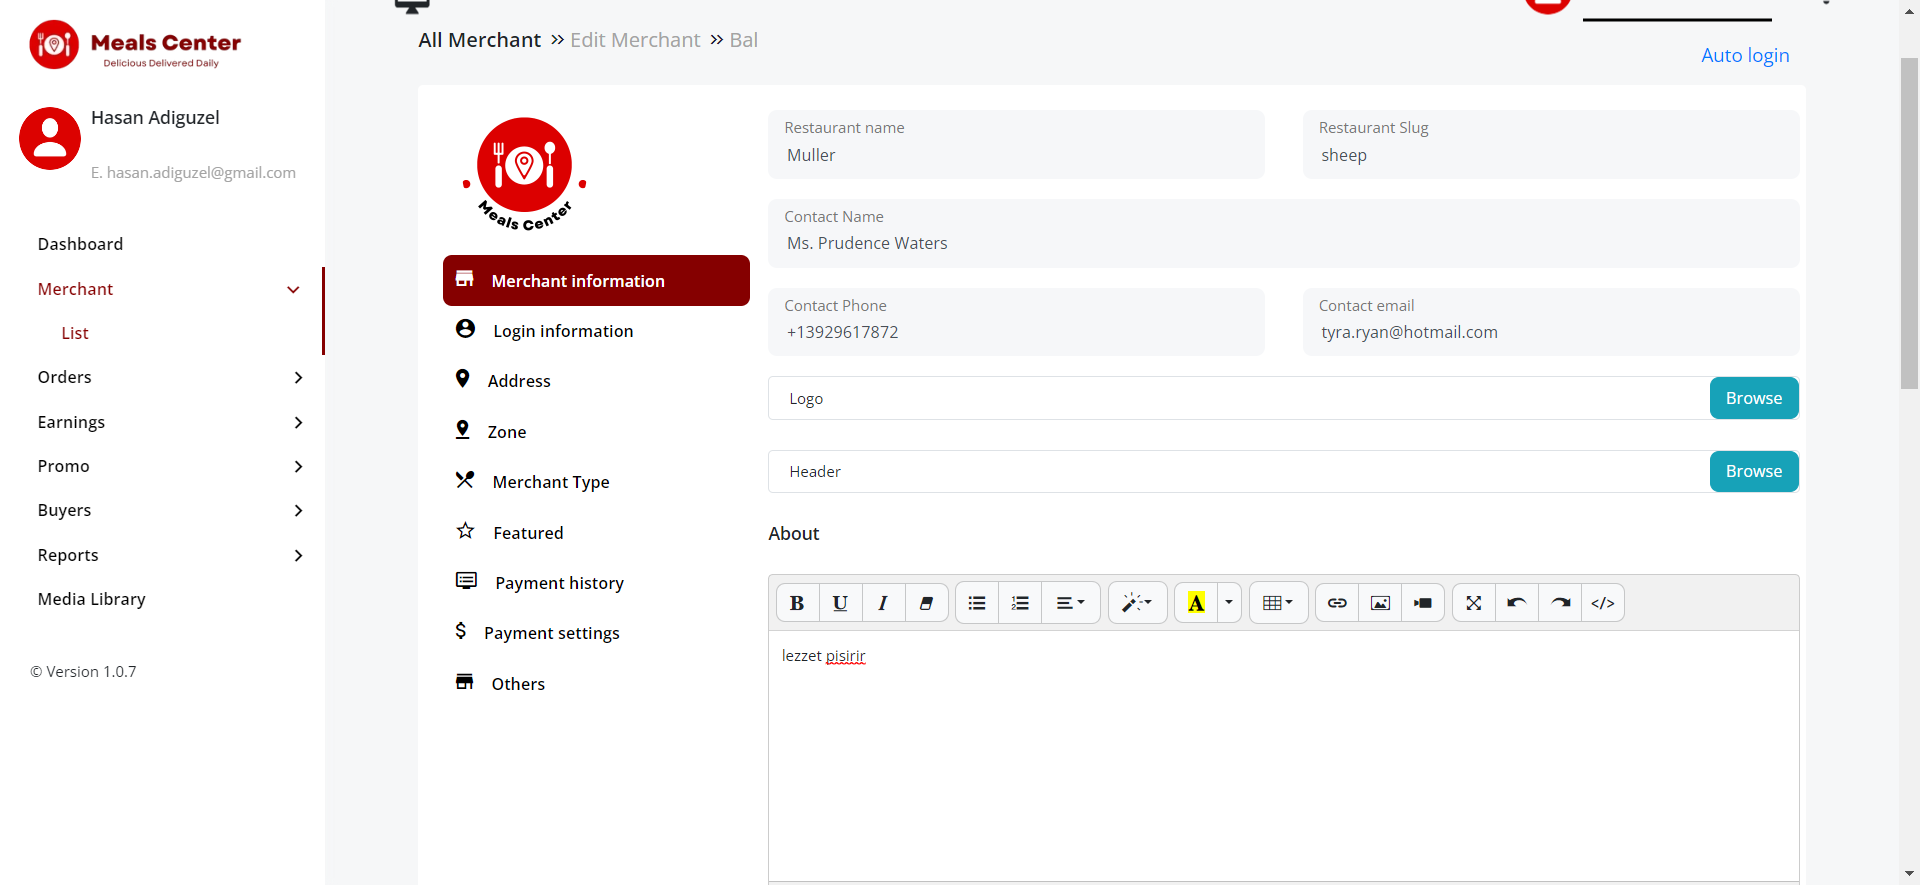 Meals Center
Delicious Delivered Daily
Hasan Adiguzel
E. hasan.adiguzel@gmail.com
Dashboard
Merchant
List
Orders
Earnings
Promo
Buyers
Reports
Media Library
© Version 1.0.7
All Merchant » Edit Merchant » Bal
Auto login
Meals Center
Merchant information
Login information
Address
Zone
Merchant Type
Featured
Payment history
Payment settings
Others
Restaurant name
Muller
Restaurant Slug
sheep
Contact Name
Ms. Prudence Waters
Contact Phone
+13929617872
Contact email
tyra.ryan@hotmail.com
Logo
Browse
Header
Browse
About
B U I A </>
lezzet pisirir